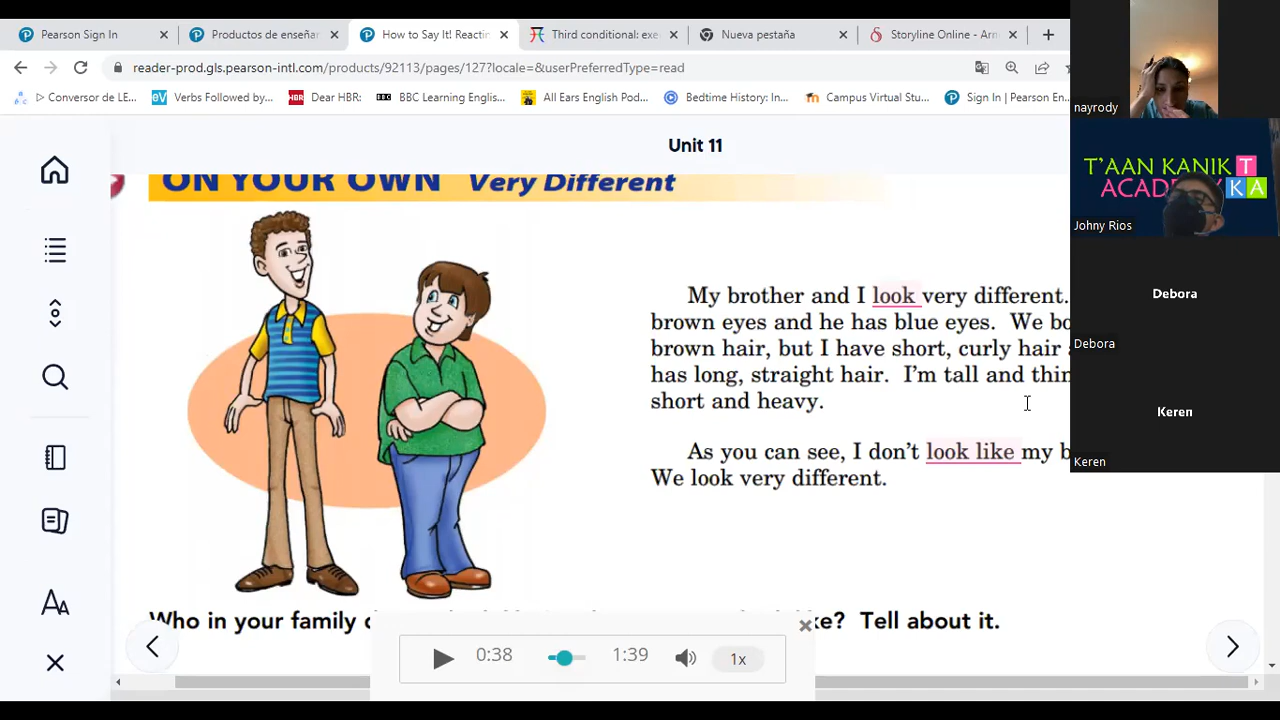 Pearson Sign In
Productos de enseñar
How to Say It! Reactin
Third conditional: exe
Nueva pestaña
Storyline Online - Arn
reader-prod.gls.pearson-intl.com/products/92113/pages/127?locale=&userPreferredType=read
▷ Conversor de LE...
Verbs Followed by...
HBR Dear HBR:
BBC BBC Learning Englis...
All Ears English Pod...
Bedtime History: In...
Campus Virtual Stu...
Sign In | Pearson En...
Unit 11
ON YOUR OWN Very Different
My brother and I look very different.
brown eyes and he has blue eyes. We bo
brown hair, but I have short, curly hair
has long, straight hair. I'm tall and thin
short and heavy.
As you can see, I don't look like my b
We look very different.
Who in your family ke? Tell about it.
0:38
1:39
1x
nayrody
T'AAN KANIK T
ACADEMY K A
Johny Rios
Debora
Debora
Keren
Keren